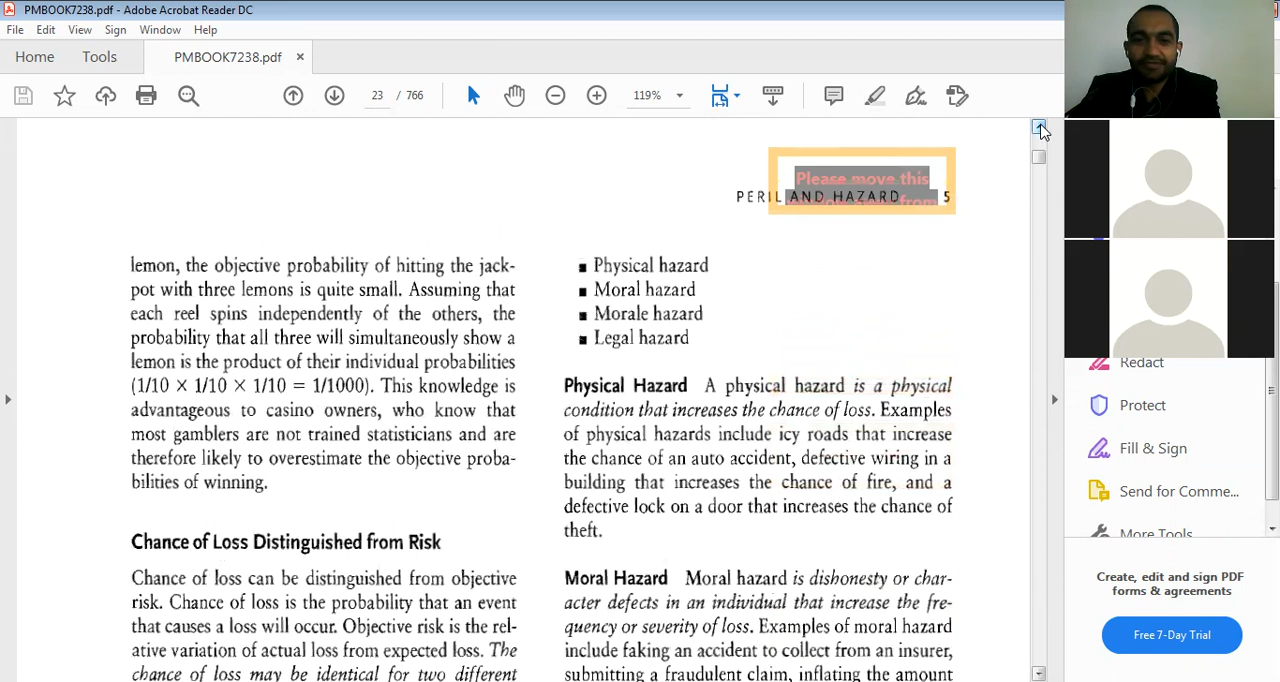 PMBOOK7238.pdf - Adobe Acrobat Reader DC
File Edit View Sign Window Help
Home Tools PMBOOK7238.pdf ×
23 / 766 119%
Please move this
PERIL AND HAZARD 5
from
lemon, the objective probability of hitting the jack-
pot with three lemons is quite small. Assuming that
each reel spins independently of the others, the
probability that all three will simultaneously show a
lemon is the product of their individual probabilities
(1/10 × 1/10 × 1/10 = 1/1000). This knowledge is
advantageous to casino owners, who know that
most gamblers are not trained statisticians and are
therefore likely to overestimate the objective proba-
bilities of winning.
Chance of Loss Distinguished from Risk
Chance of loss can be distinguished from objective
risk. Chance of loss is the probability that an event
that causes a loss will occur. Objective risk is the rel-
ative variation of actual loss from expected loss. The
chance of loss may be identical for two different
■ Physical hazard
■ Moral hazard
■ Morale hazard
■ Legal hazard
Physical Hazard A physical hazard is a physical
condition that increases the chance of loss. Examples
of physical hazards include icy roads that increase
the chance of an auto accident, defective wiring in a
building that increases the chance of fire, and a
defective lock on a door that increases the chance of
theft.
Moral Hazard Moral hazard is dishonesty or char-
acter defects in an individual that increase the fre-
quency or severity of loss. Examples of moral hazard
include faking an accident to collect from an insurer,
submitting a fraudulent claim, inflating the amount
Redact
Protect
Fill & Sign
Send for Comme...
More Tools
Create, edit and sign PDF
forms & agreements
Free 7-Day Trial